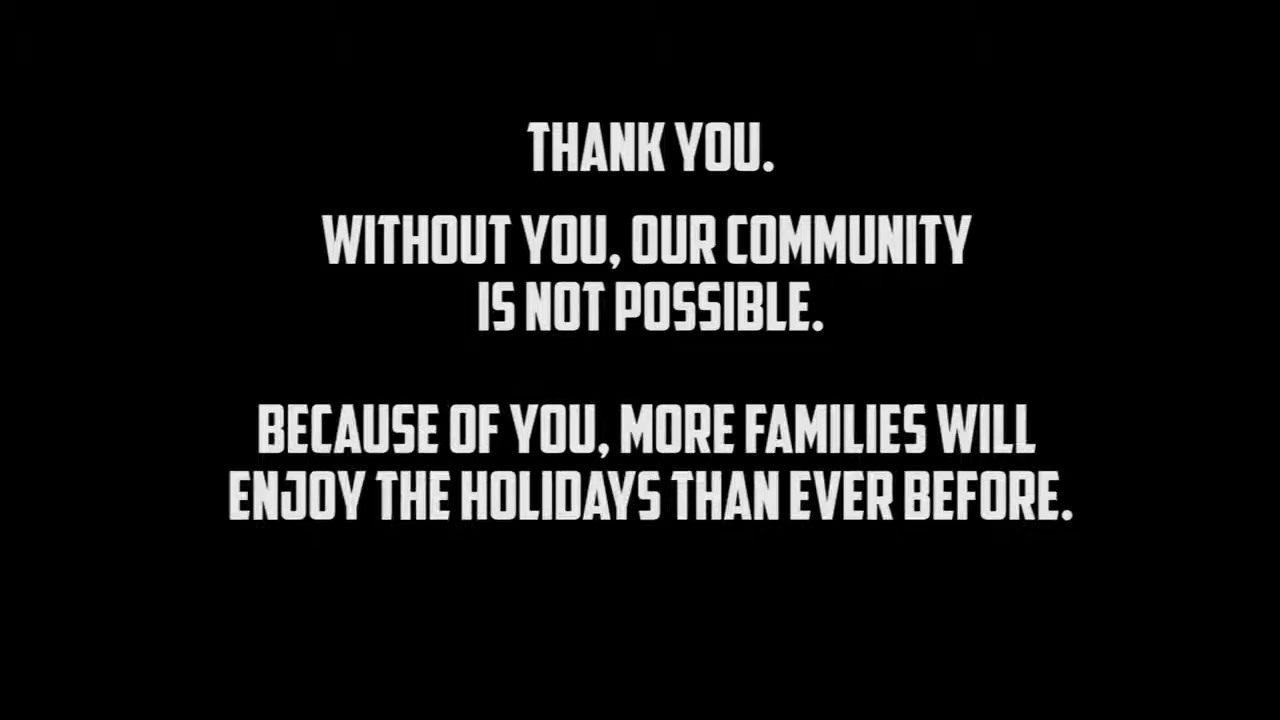 THANK YOU.
WITHOUT YOU, OUR COMMUNITY
IS NOT POSSIBLE.
BECAUSE OF YOU, MORE FAMILIES WILL
ENJOY THE HOLIDAYS THAN EVER BEFORE.